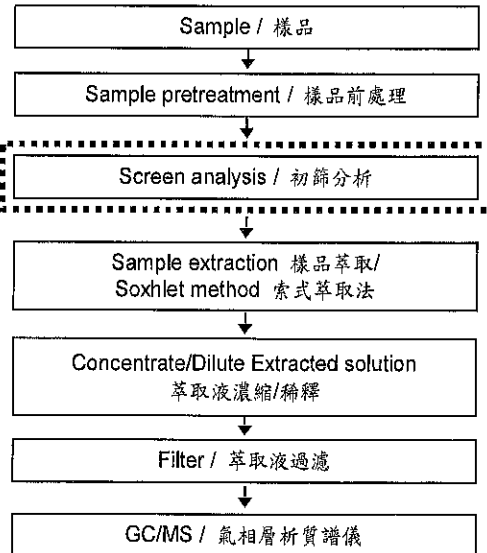 Sample / 樣品
Sample pretreatment / 樣品前處理
Screen analysis / 初篩分析
Sample extraction 樣品萃取/
Soxhlet method 索式萃取法
Concentrate/Dilute Extracted solution
萃取液濃縮/稀釋
Filter / 萃取液過濾
GC/MS / 氣相層析質譜儀